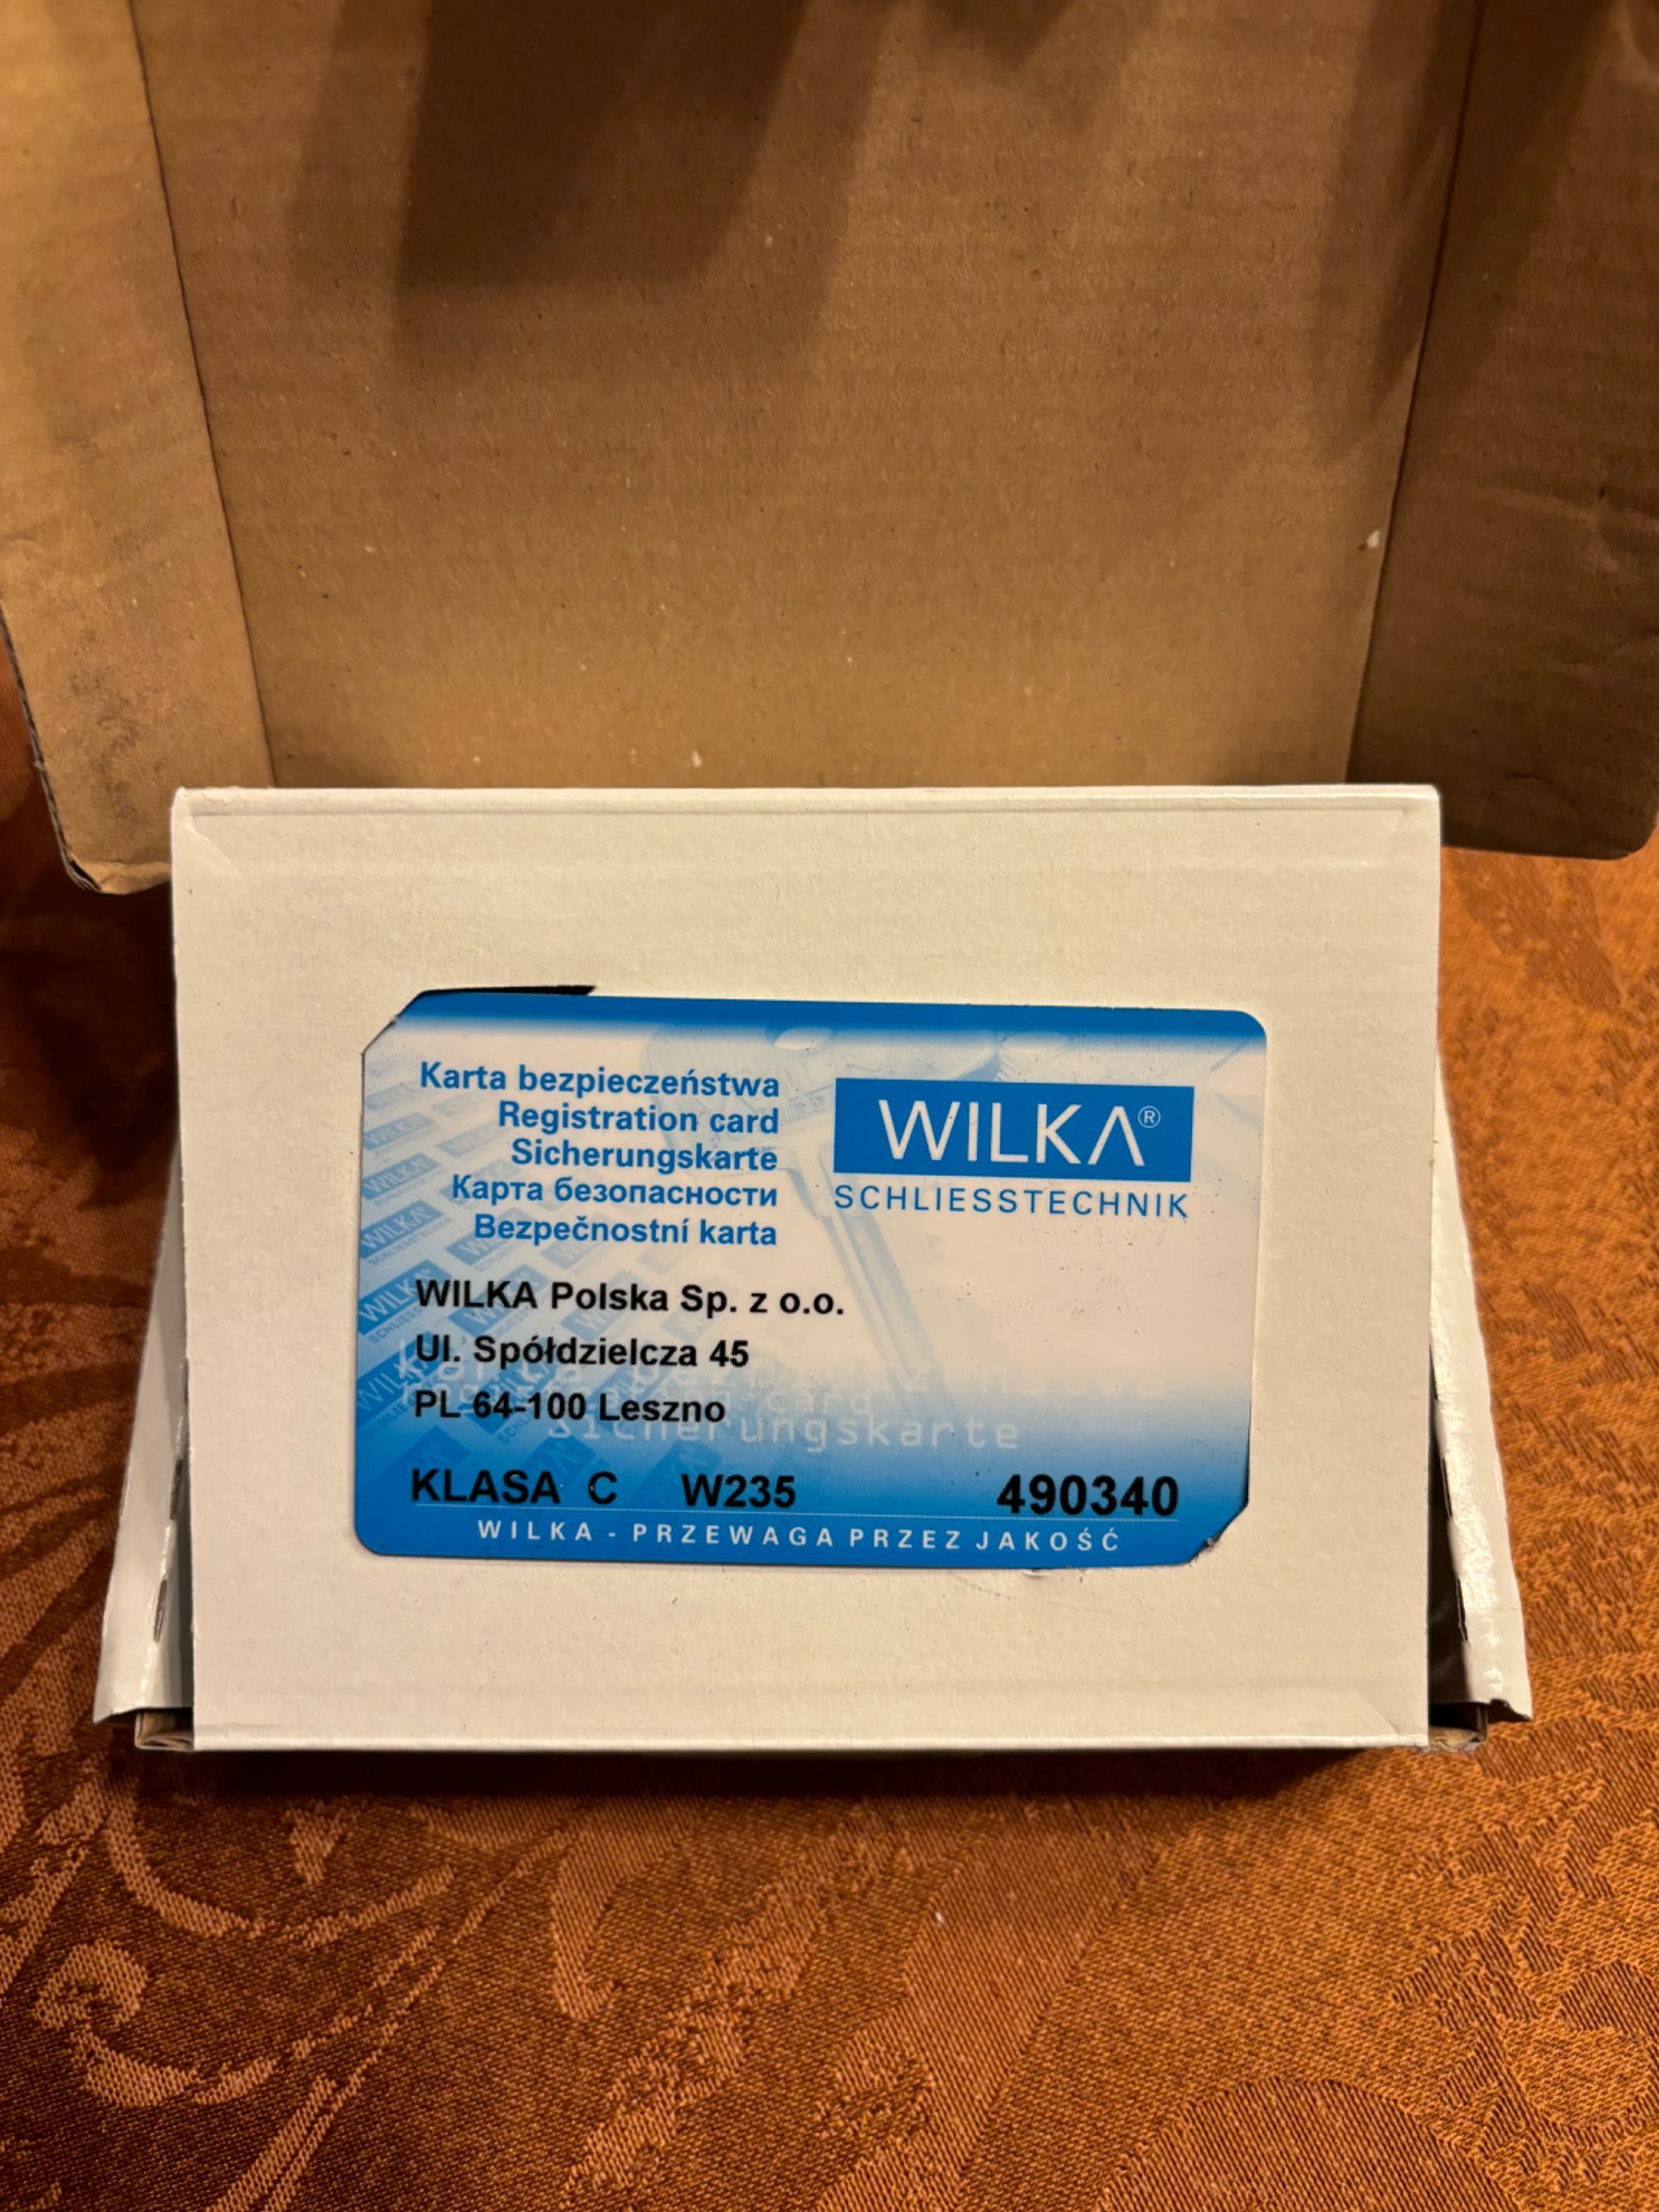 Karta bezpieczeństwa
Registration card
Sicherungskarte
Карта безопасности
Bezpečnostní karta
WILKA®
SCHLIESSTECHNIK
WILKA Polska Sp. z o.o.
Ul. Spółdzielcza 45
PL 64-100 Leszno
Sicherungskarte
KLASA C W235 490340
WILKA - PRZEWAGA PRZEZ JAKOŚĆ